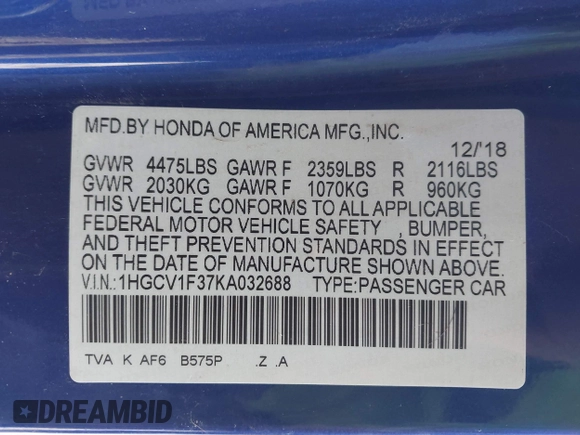 MFD.BY HONDA OF AMERICA MFG.,INC.
12/'18
GVWR 4475LBS GAWR F 2359LBS R 2116LBS
GVWR 2030KG GAWR F 1070KG R 960KG
THIS VEHICLE CONFORMS TO ALL APPLICABLE
FEDERAL MOTOR VEHICLE SAFETY , BUMPER,
AND THEFT PREVENTION STANDARDS IN EFFECT
ON THE DATE OF MANUFACTURE SHOWN ABOVE.
V.I.N.:1HGCV1F37KA032688 TYPE:PASSENGER CAR
TVA K AF6 B575P .Z .A
DREAMBID